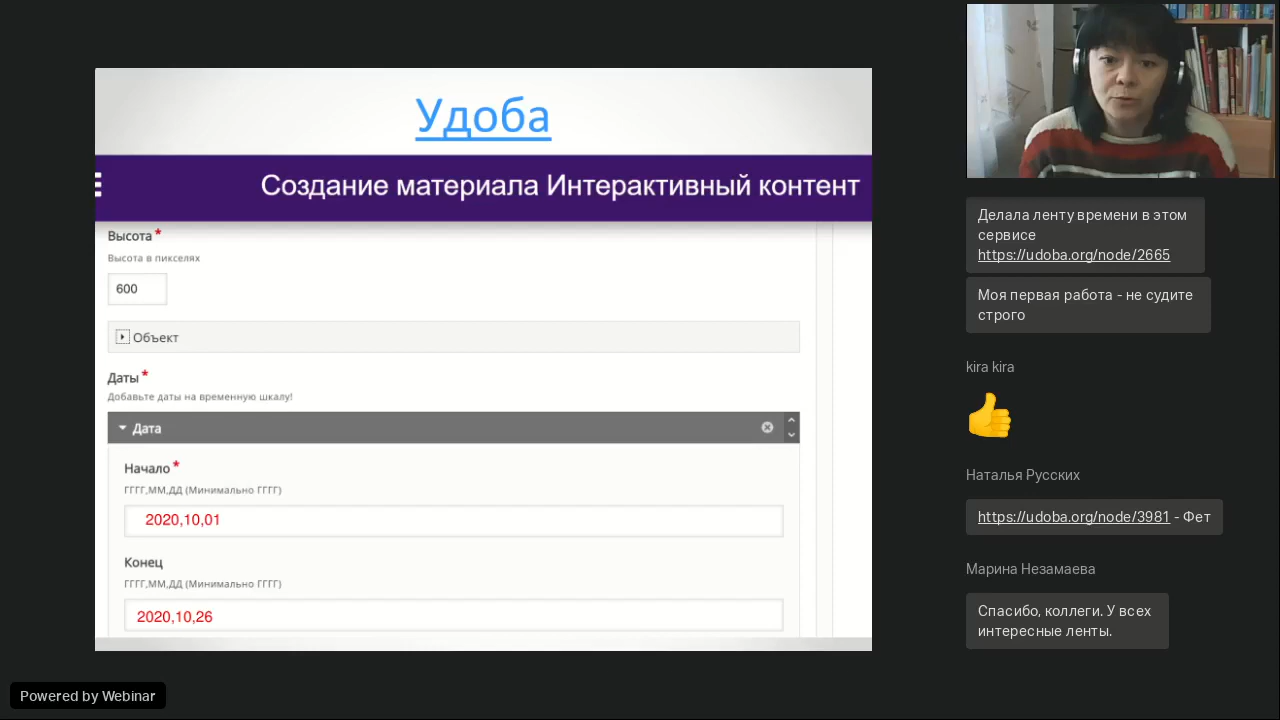 Удоба
Создание материала Интерактивный контент
Высота *
Высота в пикселях
600
Объект
Даты *
Добавьте даты на временную шкалу!
Дата
Начало *
ГГГГ,ММ,ДД (Минимально ГГГГ)
2020,10,01
Конец
ГГГГ,ММ,ДД (Минимально ГГГГ)
2020,10,26
Делала ленту времени в этом
сервисе
https://udoba.org/node/2665
Моя первая работа - не судите
строго
kira kira
Наталья Русских
https://udoba.org/node/3981 - Фет
Марина Незамаева
Спасибо, коллеги. У всех
интересные ленты.
Powered by Webinar